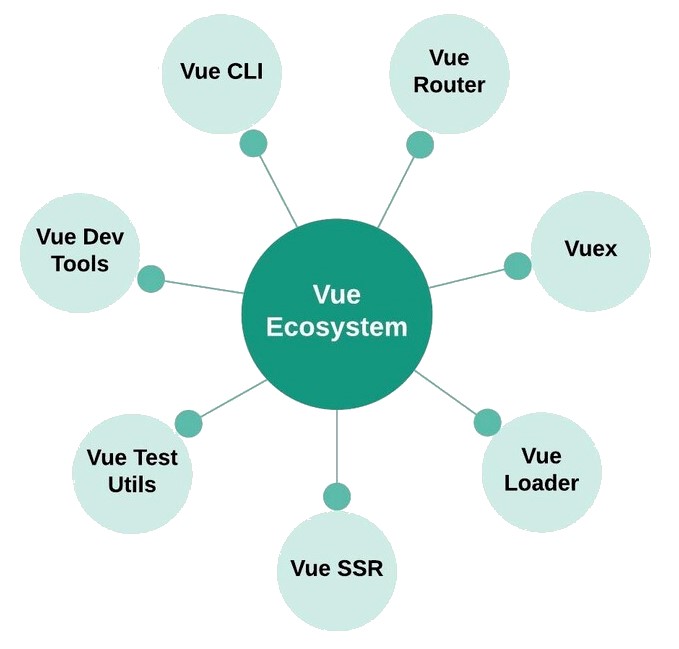 Vue CLI
Vue
Router
Vue Dev
Tools
Vuex
Vue
Ecosystem
Vue Test
Utils
Vue
Loader
Vue SSR